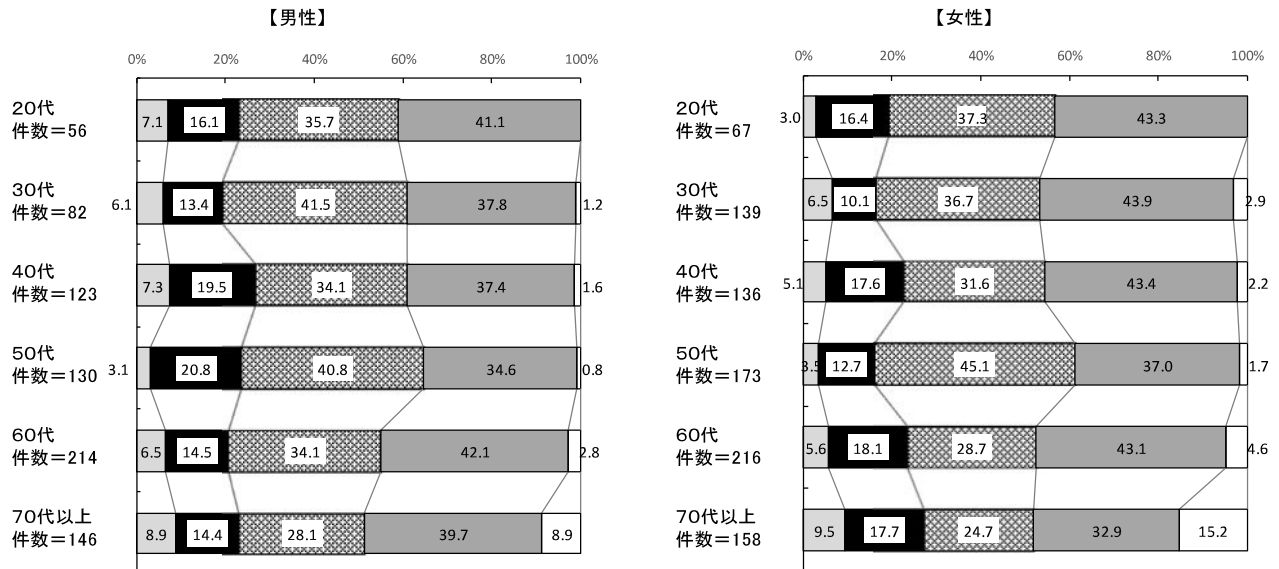 【男性】
0% 20% 40% 60% 80% 100%
20代
件数=56
7.1 16.1 35.7 41.1
30代
件数=82
6.1 13.4 41.5 37.8 1.2
40代
件数=123
7.3 19.5 34.1 37.4 1.6
50代
件数=130
3.1 20.8 40.8 34.6 0.8
60代
件数=214
6.5 14.5 34.1 42.1 2.8
70代以上
件数=146
8.9 14.4 28.1 39.7 8.9
【女性】
0% 20% 40% 60% 80% 100%
20代
件数=67
3.0 16.4 37.3 43.3
30代
件数=139
6.5 10.1 36.7 43.9 2.9
40代
件数=136
5.1 17.6 31.6 43.4 2.2
50代
件数=173
3.5 12.7 45.1 37.0 1.7
60代
件数=216
5.6 18.1 28.7 43.1 4.6
70代以上
件数=158
9.5 17.7 24.7 32.9 15.2